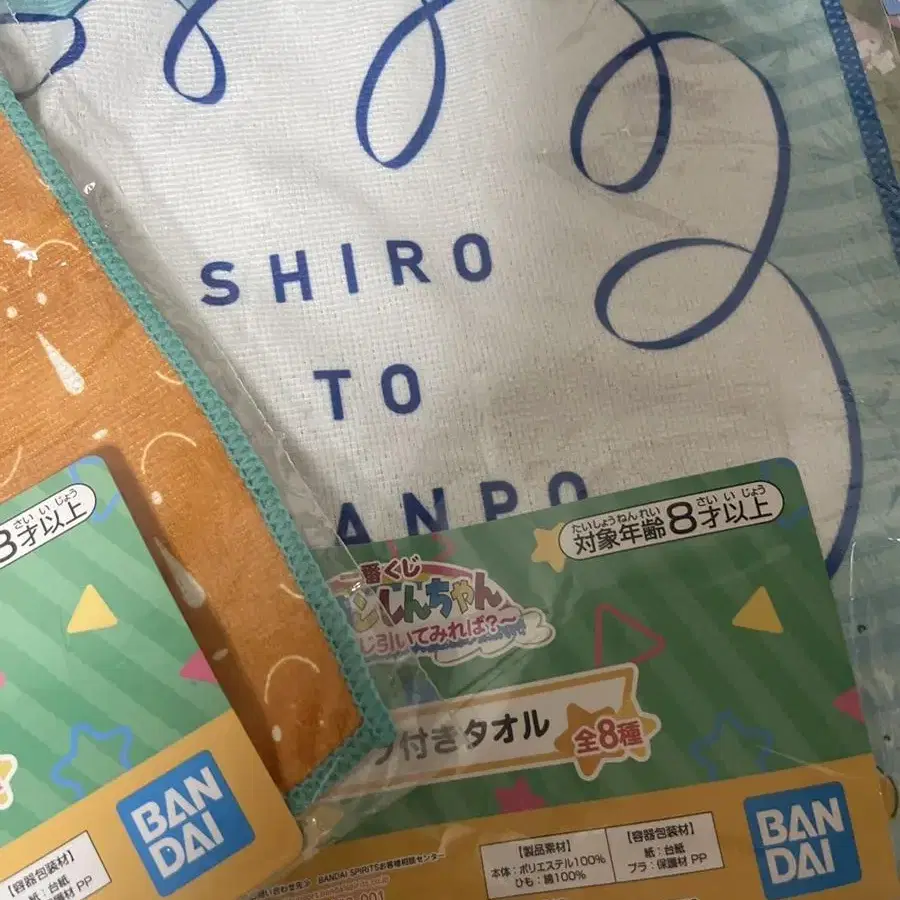 SHIRO
TO
ANPO
たいしょうねんれい さい いじょう
対象年齢8才以上
一番くじ
ンしんちゃん
じ引いてみれば?〜
付きタオル
全8種
BAN
DAI
【製品素材】
本体:ポリエステル100%
ひも:綿100%
【容器包装材】
紙:台紙
プラ:保護材 PP
BANDAI SPIRITSお客様相談センター
さい いじょう
8才以上
BAN
DAI
【容器包装材】
紙:台紙
護材 PP